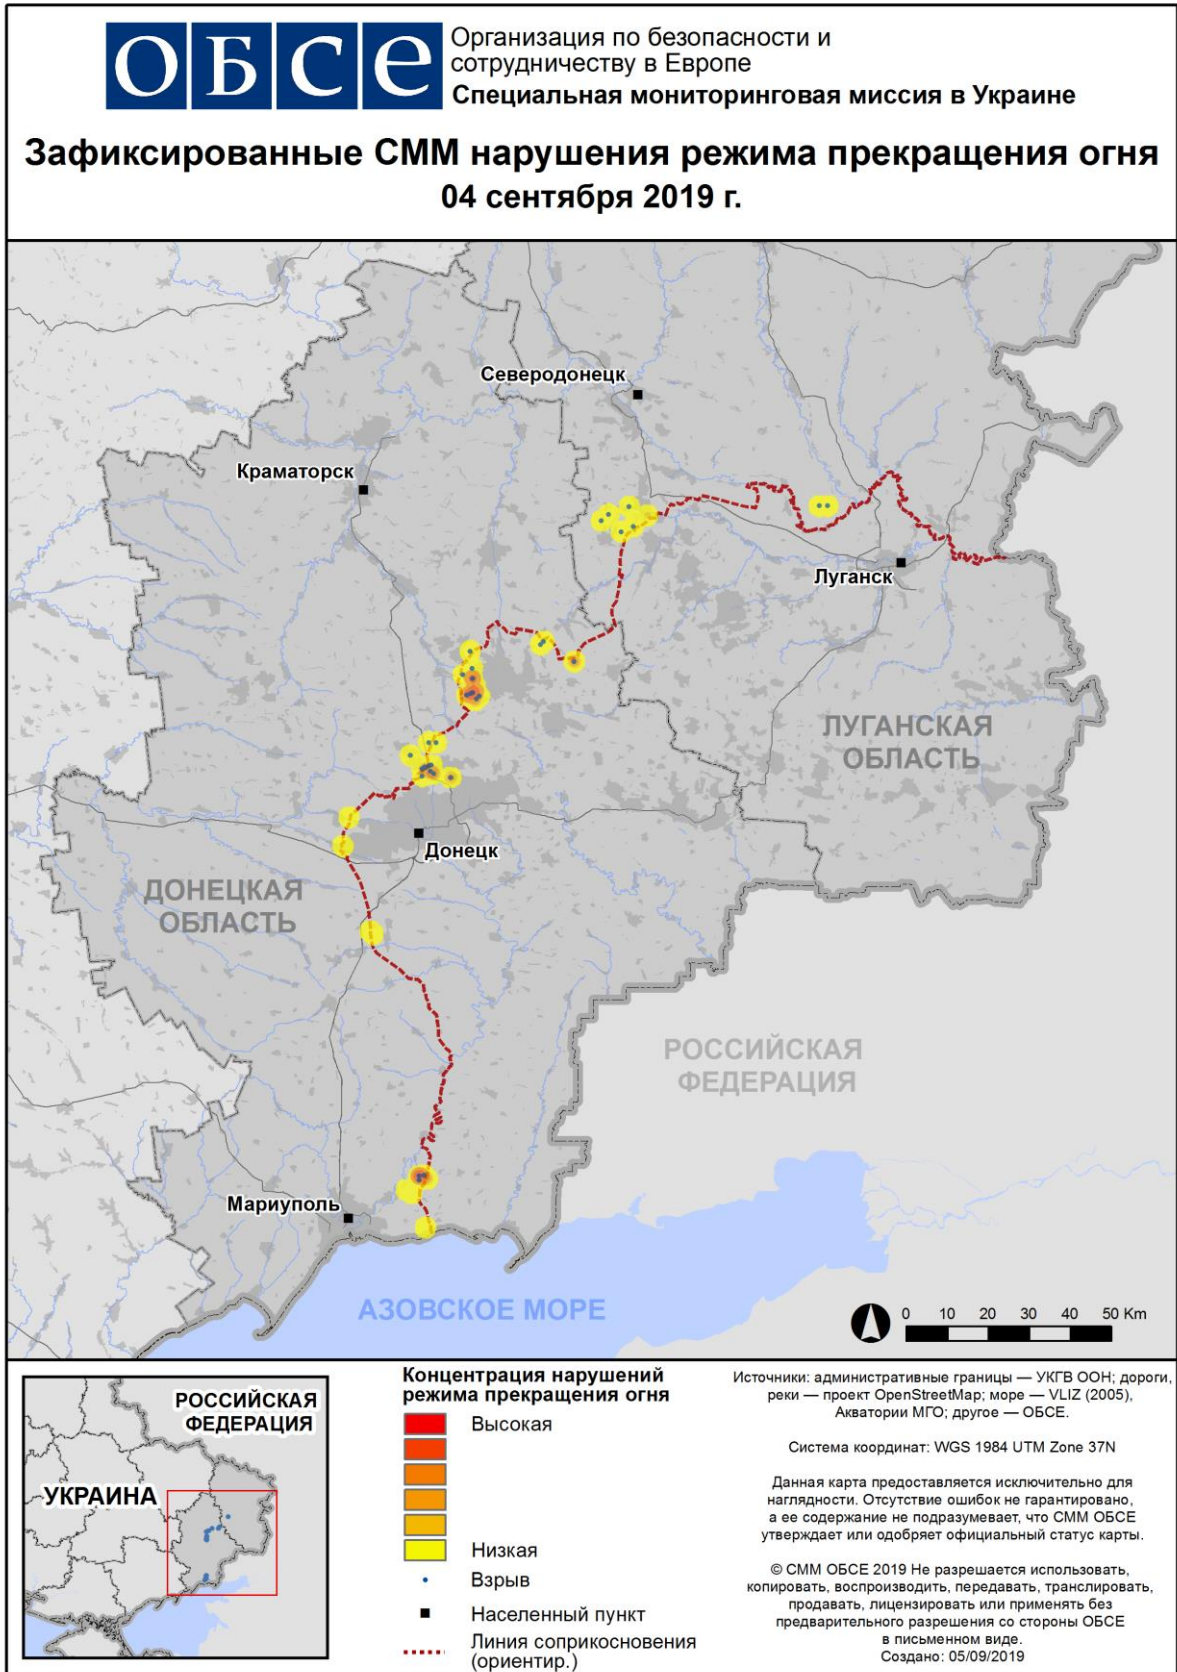 ОБСЕ
Организация по безопасности и
сотрудничеству в Европе
Специальная мониторинговая миссия в Украине
Зафиксированные СММ нарушения режима прекращения огня
04 сентября 2019 г.
Северодонецк
Краматорск
Луганск
ЛУГАНСКАЯ
ОБЛАСТЬ
Донецк
ДОНЕЦКАЯ
ОБЛАСТЬ
РОССИЙСКАЯ
ФЕДЕРАЦИЯ
Мариуполь
АЗОВСКОЕ МОРЕ
0 10 20 30 40 50 Km
РОССИЙСКАЯ
ФЕДЕРАЦИЯ
УКРАИНА
Концентрация нарушений
режима прекращения огня
Высокая
Низкая
Взрыв
Населенный пункт
Линия соприкосновения
(ориентир.)
Источники: административные границы — УКГВ ООН; дороги,
реки — проект OpenStreetMap; море — VLIZ (2005),
Акватории МГО; другое — ОБСЕ.
Система координат: WGS 1984 UTM Zone 37N
Данная карта предоставляется исключительно для
наглядности. Отсутствие ошибок не гарантировано,
а ее содержание не подразумевает, что СММ ОБСЕ
утверждает или одобряет официальный статус карты.
© СММ ОБСЕ 2019 Не разрешается использовать,
копировать, воспроизводить, передавать, транслировать,
продавать, лицензировать или применять без
предварительного разрешения со стороны ОБСЕ
в письменном виде.
Создано: 05/09/2019